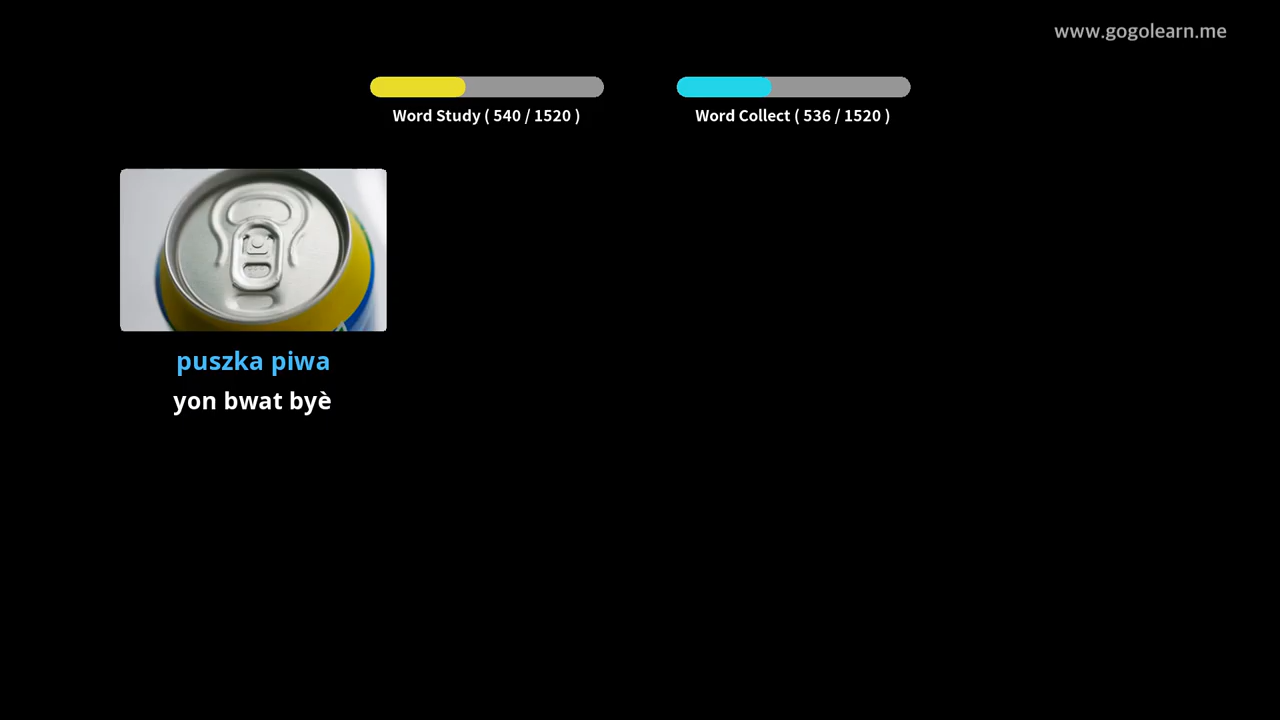 www.gogolearn.me
Word Study ( 540 / 1520 )
Word Collect ( 536 / 1520 )
puszka piwa
yon bwat byè